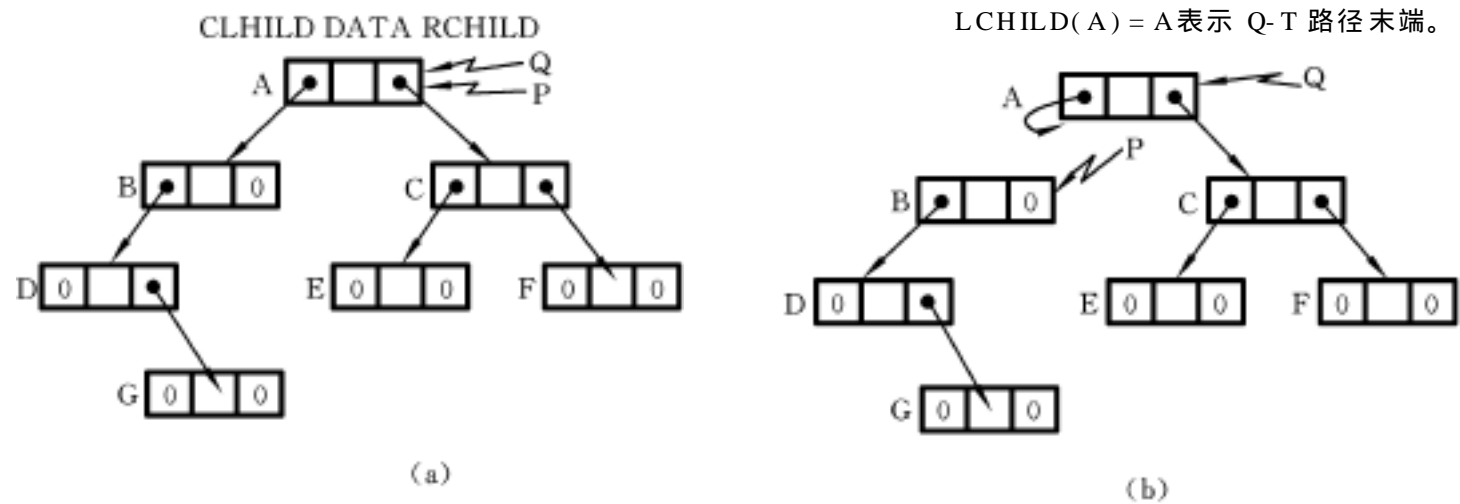 CLHILD DATA RCHILD
A
Q
P
B 0
C
D 0
E 0 0
F 0 0
G 0 0
(a)
LCHILD(A) = A表示 Q-T 路径末端。
A
Q
P
B 0
C
D 0
E 0 0
F 0 0
G 0 0
(b)